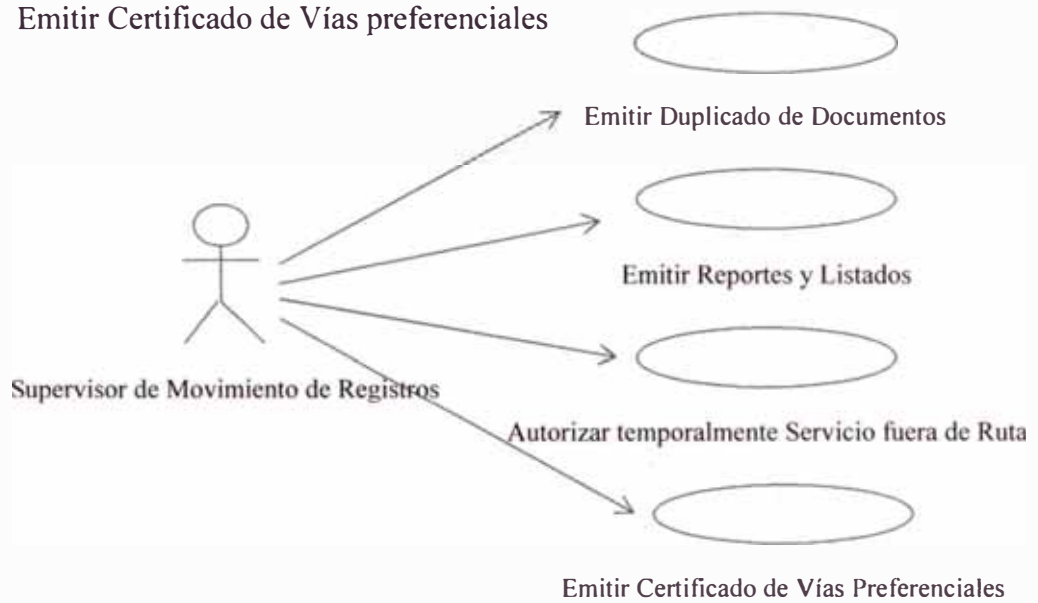 Emitir Certificado de Vías preferenciales
Emitir Duplicado de Documentos
Emitir Reportes y Listados
Supervisor de Movimiento de Registros
Autorizar temporalmente Servicio fuera de Ruta
Emitir Certificado de Vías Preferenciales